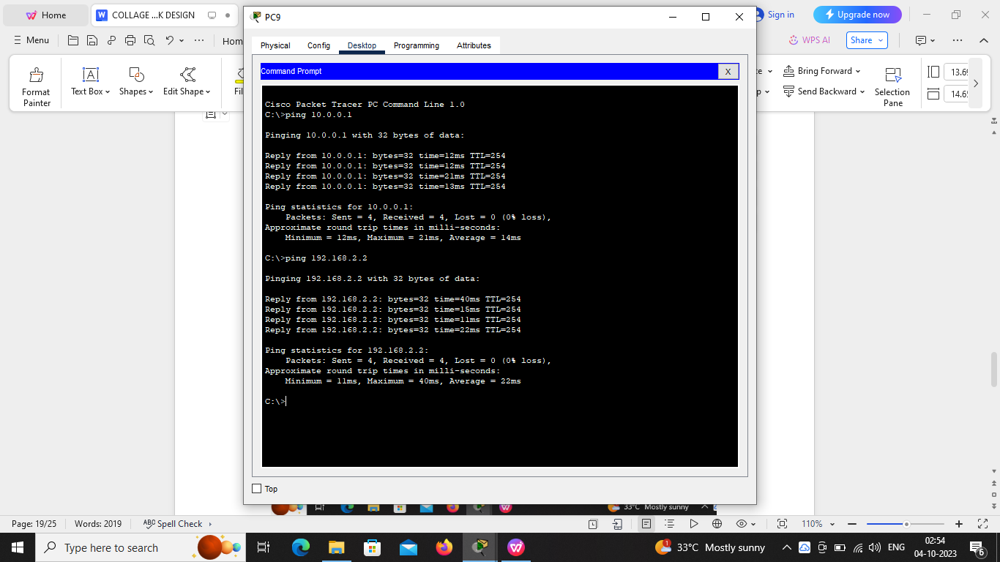 Home
COLLAGE ...K DESIGN
PC9
Sign in
Upgrade now
Menu
Hom
WPS AI
Share
Physical
Config
Desktop
Programming
Attributes
Format
Painter
Text Box
Shapes
Edit Shape
Fil
Bring Forward
Send Backward
Selection
Pane
13.69
14.65
Command Prompt
X
Cisco Packet Tracer PC Command Line 1.0
C:\>ping 10.0.0.1
Pinging 10.0.0.1 with 32 bytes of data:
Reply from 10.0.0.1: bytes=32 time=12ms TTL=254
Reply from 10.0.0.1: bytes=32 time=12ms TTL=254
Reply from 10.0.0.1: bytes=32 time=21ms TTL=254
Reply from 10.0.0.1: bytes=32 time=13ms TTL=254
Ping statistics for 10.0.0.1:
Packets: Sent = 4, Received = 4, Lost = 0 (0% loss),
Approximate round trip times in milli-seconds:
Minimum = 12ms, Maximum = 21ms, Average = 14ms
C:\>ping 192.168.2.2
Pinging 192.168.2.2 with 32 bytes of data:
Reply from 192.168.2.2: bytes=32 time=40ms TTL=254
Reply from 192.168.2.2: bytes=32 time=15ms TTL=254
Reply from 192.168.2.2: bytes=32 time=11ms TTL=254
Reply from 192.168.2.2: bytes=32 time=22ms TTL=254
Ping statistics for 192.168.2.2:
Packets: Sent = 4, Received = 4, Lost = 0 (0% loss),
Approximate round trip times in milli-seconds:
Minimum = 11ms, Maximum = 40ms, Average = 22ms
C:\>
Top
33°C Mostly sunny
Page: 19/25
Words: 2019
Spell Check
110%
Type here to search
1
33°C Mostly sunny
ENG
02:54
04-10-2023
6